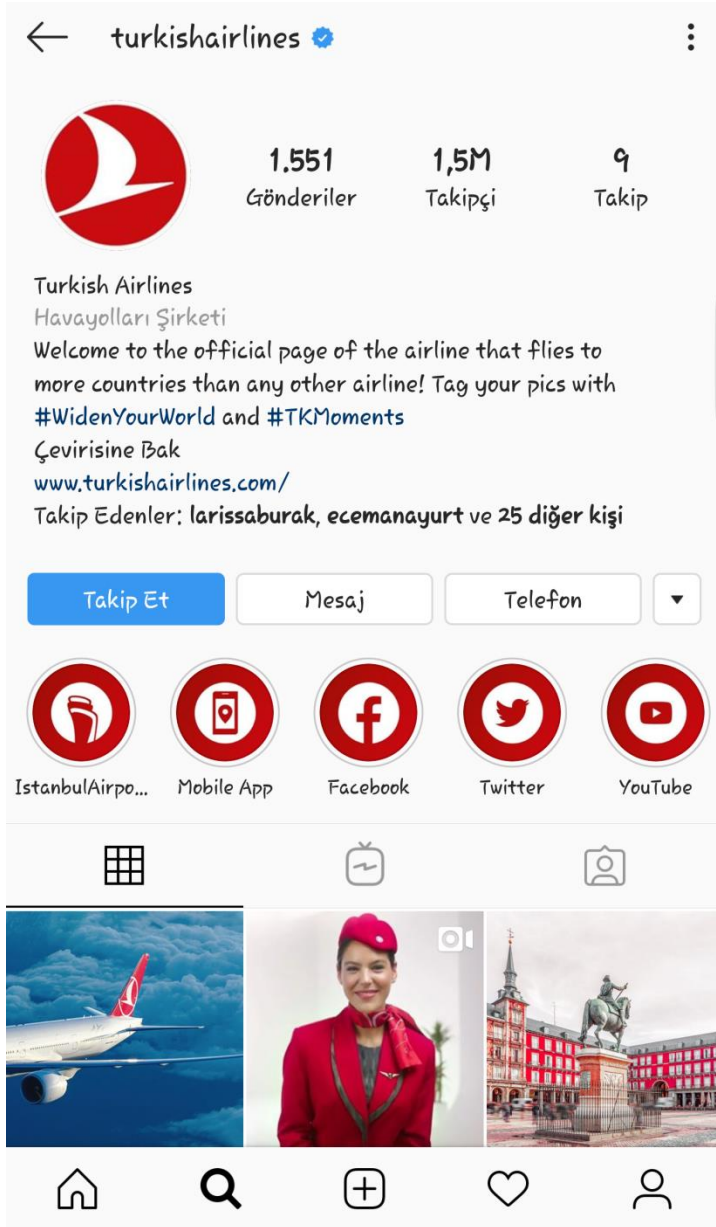 turkishairlines
1.551 1,5M 9
Gönderiler Takipçi Takip
Turkish Airlines
Havayolları Şirketi
Welcome to the official page of the airline that flies to
more countries than any other airline! Tag your pics with
#WidenYourWorld and #TKMoments
Çevirisine Bak
www.turkishairlines.com/
Takip Edenler: larissaburak, ecemanayurt ve 25 diğer kişi
Takip Et Mesaj Telefon
IstanbulAirpo... Mobile App Facebook Twitter YouTube